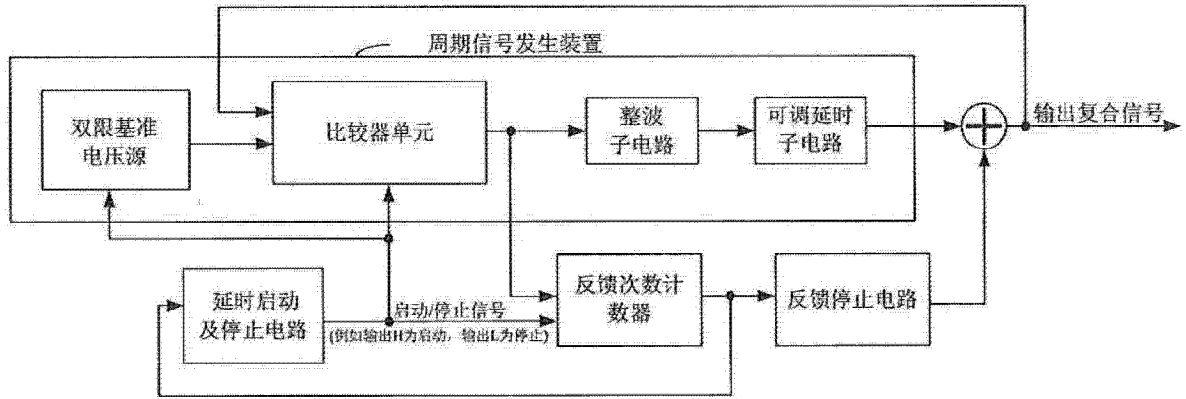 周期信号发生装置
双限基准
电压源
比较器单元
整波
子电路
可调延时
子电路
输出复合信号
延时启动
及停止电路
启动/停止信号
(例如输出H为启动，输出L为停止)
反馈次数计
数器
反馈停止电路